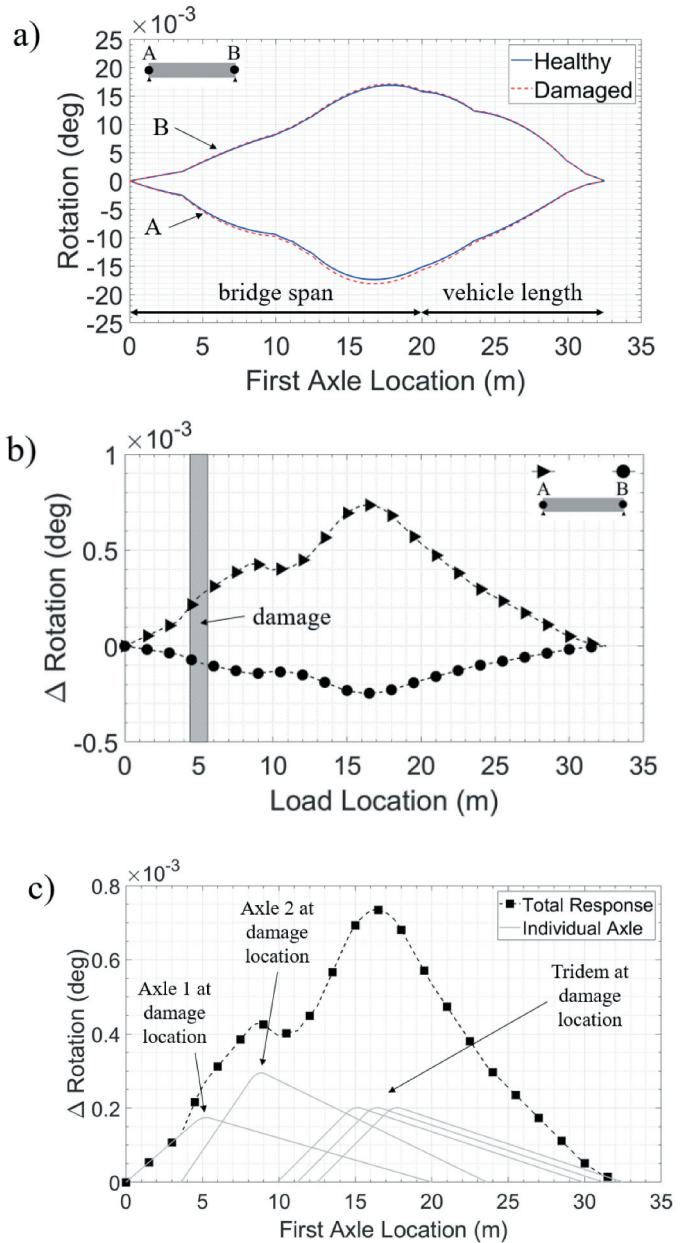 a)
×10⁻³
Rotation (deg)
25
20
15
10
5
0
-5
-10
-15
-20
-25
A B
Healthy
Damaged
B
A
bridge span
vehicle length
0 5 10 15 20 25 30 35
First Axle Location (m)
b)
×10⁻³
Δ Rotation (deg)
1
0.5
0
-0.5
A B
damage
0 5 10 15 20 25 30 35
Load Location (m)
c)
×10⁻³
Δ Rotation (deg)
0.8
0.6
0.4
0.2
0
Total Response
Individual Axle
Axle 1 at
damage
location
Axle 2 at
damage
location
Tridem at
damage
location
0 5 10 15 20 25 30 35
First Axle Location (m)